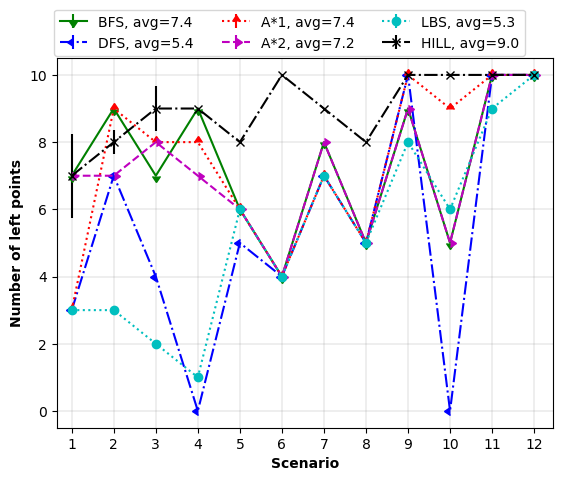 BFS, avg=7.4 A*1, avg=7.4 LBS, avg=5.3
DFS, avg=5.4 A*2, avg=7.2 HILL, avg=9.0
10
8
6
4
2
0
Number of left points
1 2 3 4 5 6 7 8 9 10 11 12
Scenario